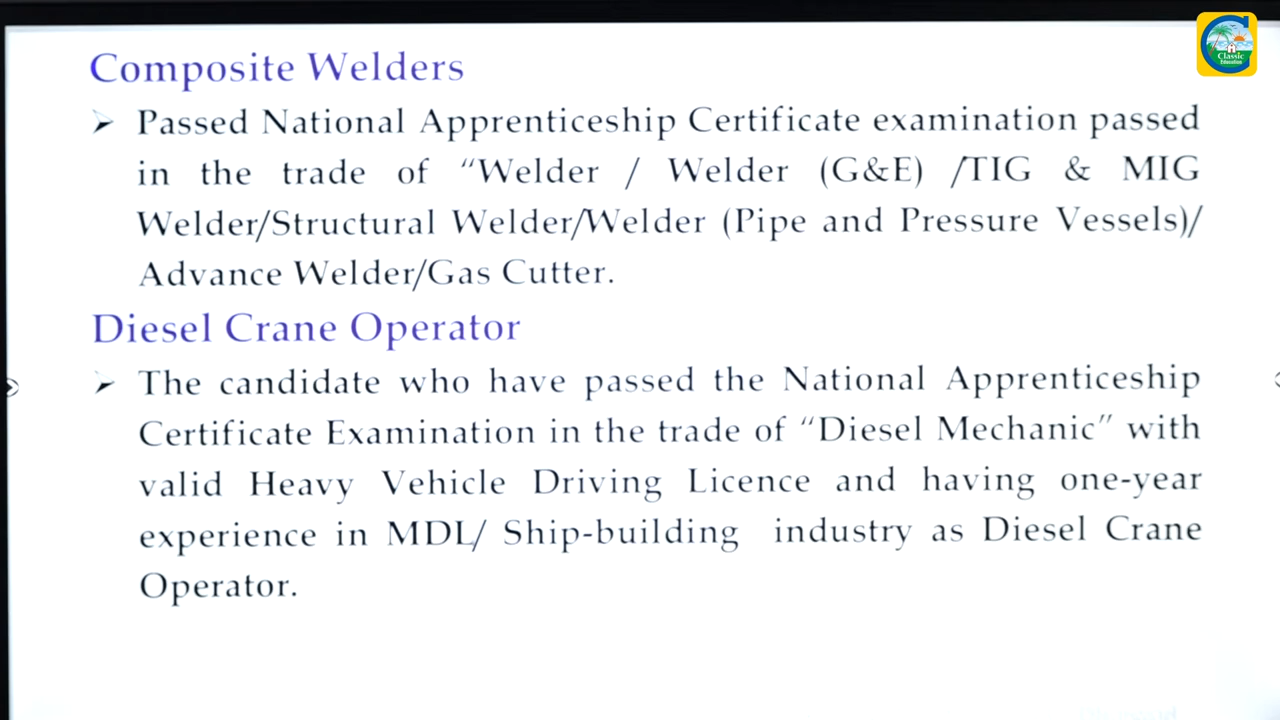 Classic
Education
Composite Welders
➢ Passed National Apprenticeship Certificate examination passed
in the trade of “Welder / Welder (G&E) /TIG & MIG
Welder/Structural Welder/Welder (Pipe and Pressure Vessels)/
Advance Welder/Gas Cutter.
Diesel Crane Operator
➢ The candidate who have passed the National Apprenticeship
Certificate Examination in the trade of “Diesel Mechanic” with
valid Heavy Vehicle Driving Licence and having one-year
experience in MDL/ Ship-building industry as Diesel Crane
Operator.